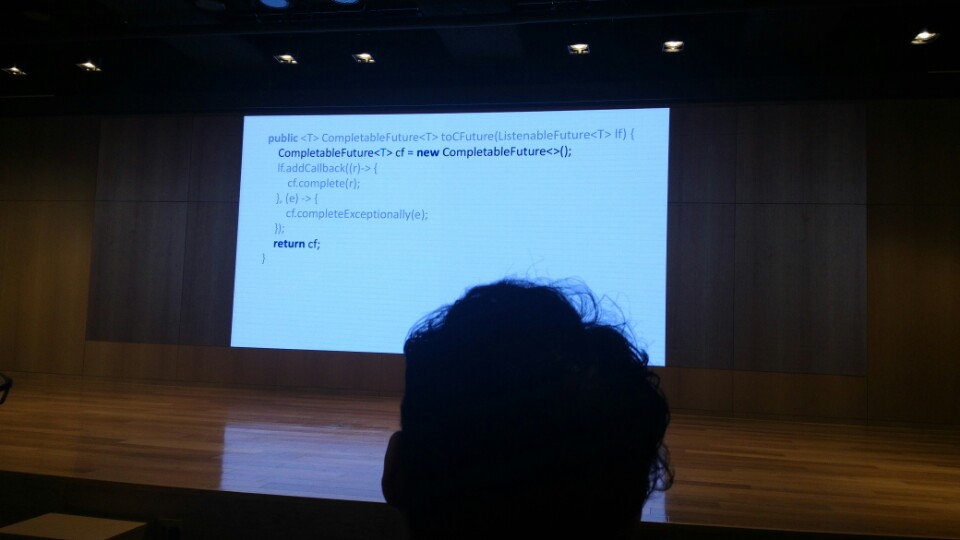 public <T> CompletableFuture<T> toCFuture(ListenableFuture<T> lf) {
CompletableFuture<T> cf = new CompletableFuture<>();
lf.addCallback((r)-> {
cf.complete(r);
}, (e) -> {
cf.completeExceptionally(e);
});
return cf;
}